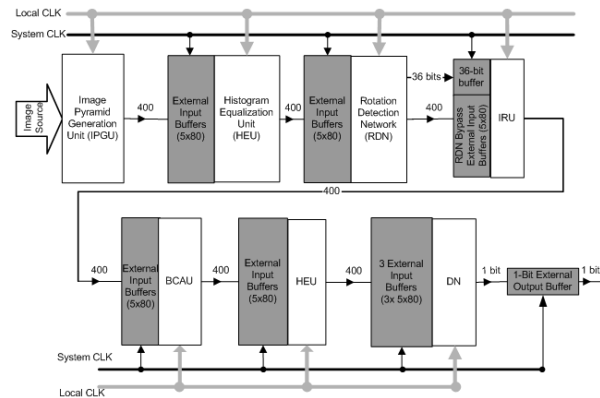 Local CLK
System CLK
Image
Source
Image
Pyramid
Generation
Unit (IPGU)
400
External
Input
Buffers
(5x80)
Histogram
Equalization
Unit
(HEU)
400
External
Input
Buffers
(5x80)
Rotation
Detection
Network
(RDN)
36 bits
400
36-bit
buffer
RDN Bypass
External Input
Buffers (5x80)
IRU
400
400
External
Input
Buffers
(5x80)
BCAU
400
External
Input
Buffers
(5x80)
HEU
400
3 External
Input
Buffers
(3x 5x80)
DN
1 bit
1-Bit External
Output Buffer
1 bit
System CLK
Local CLK